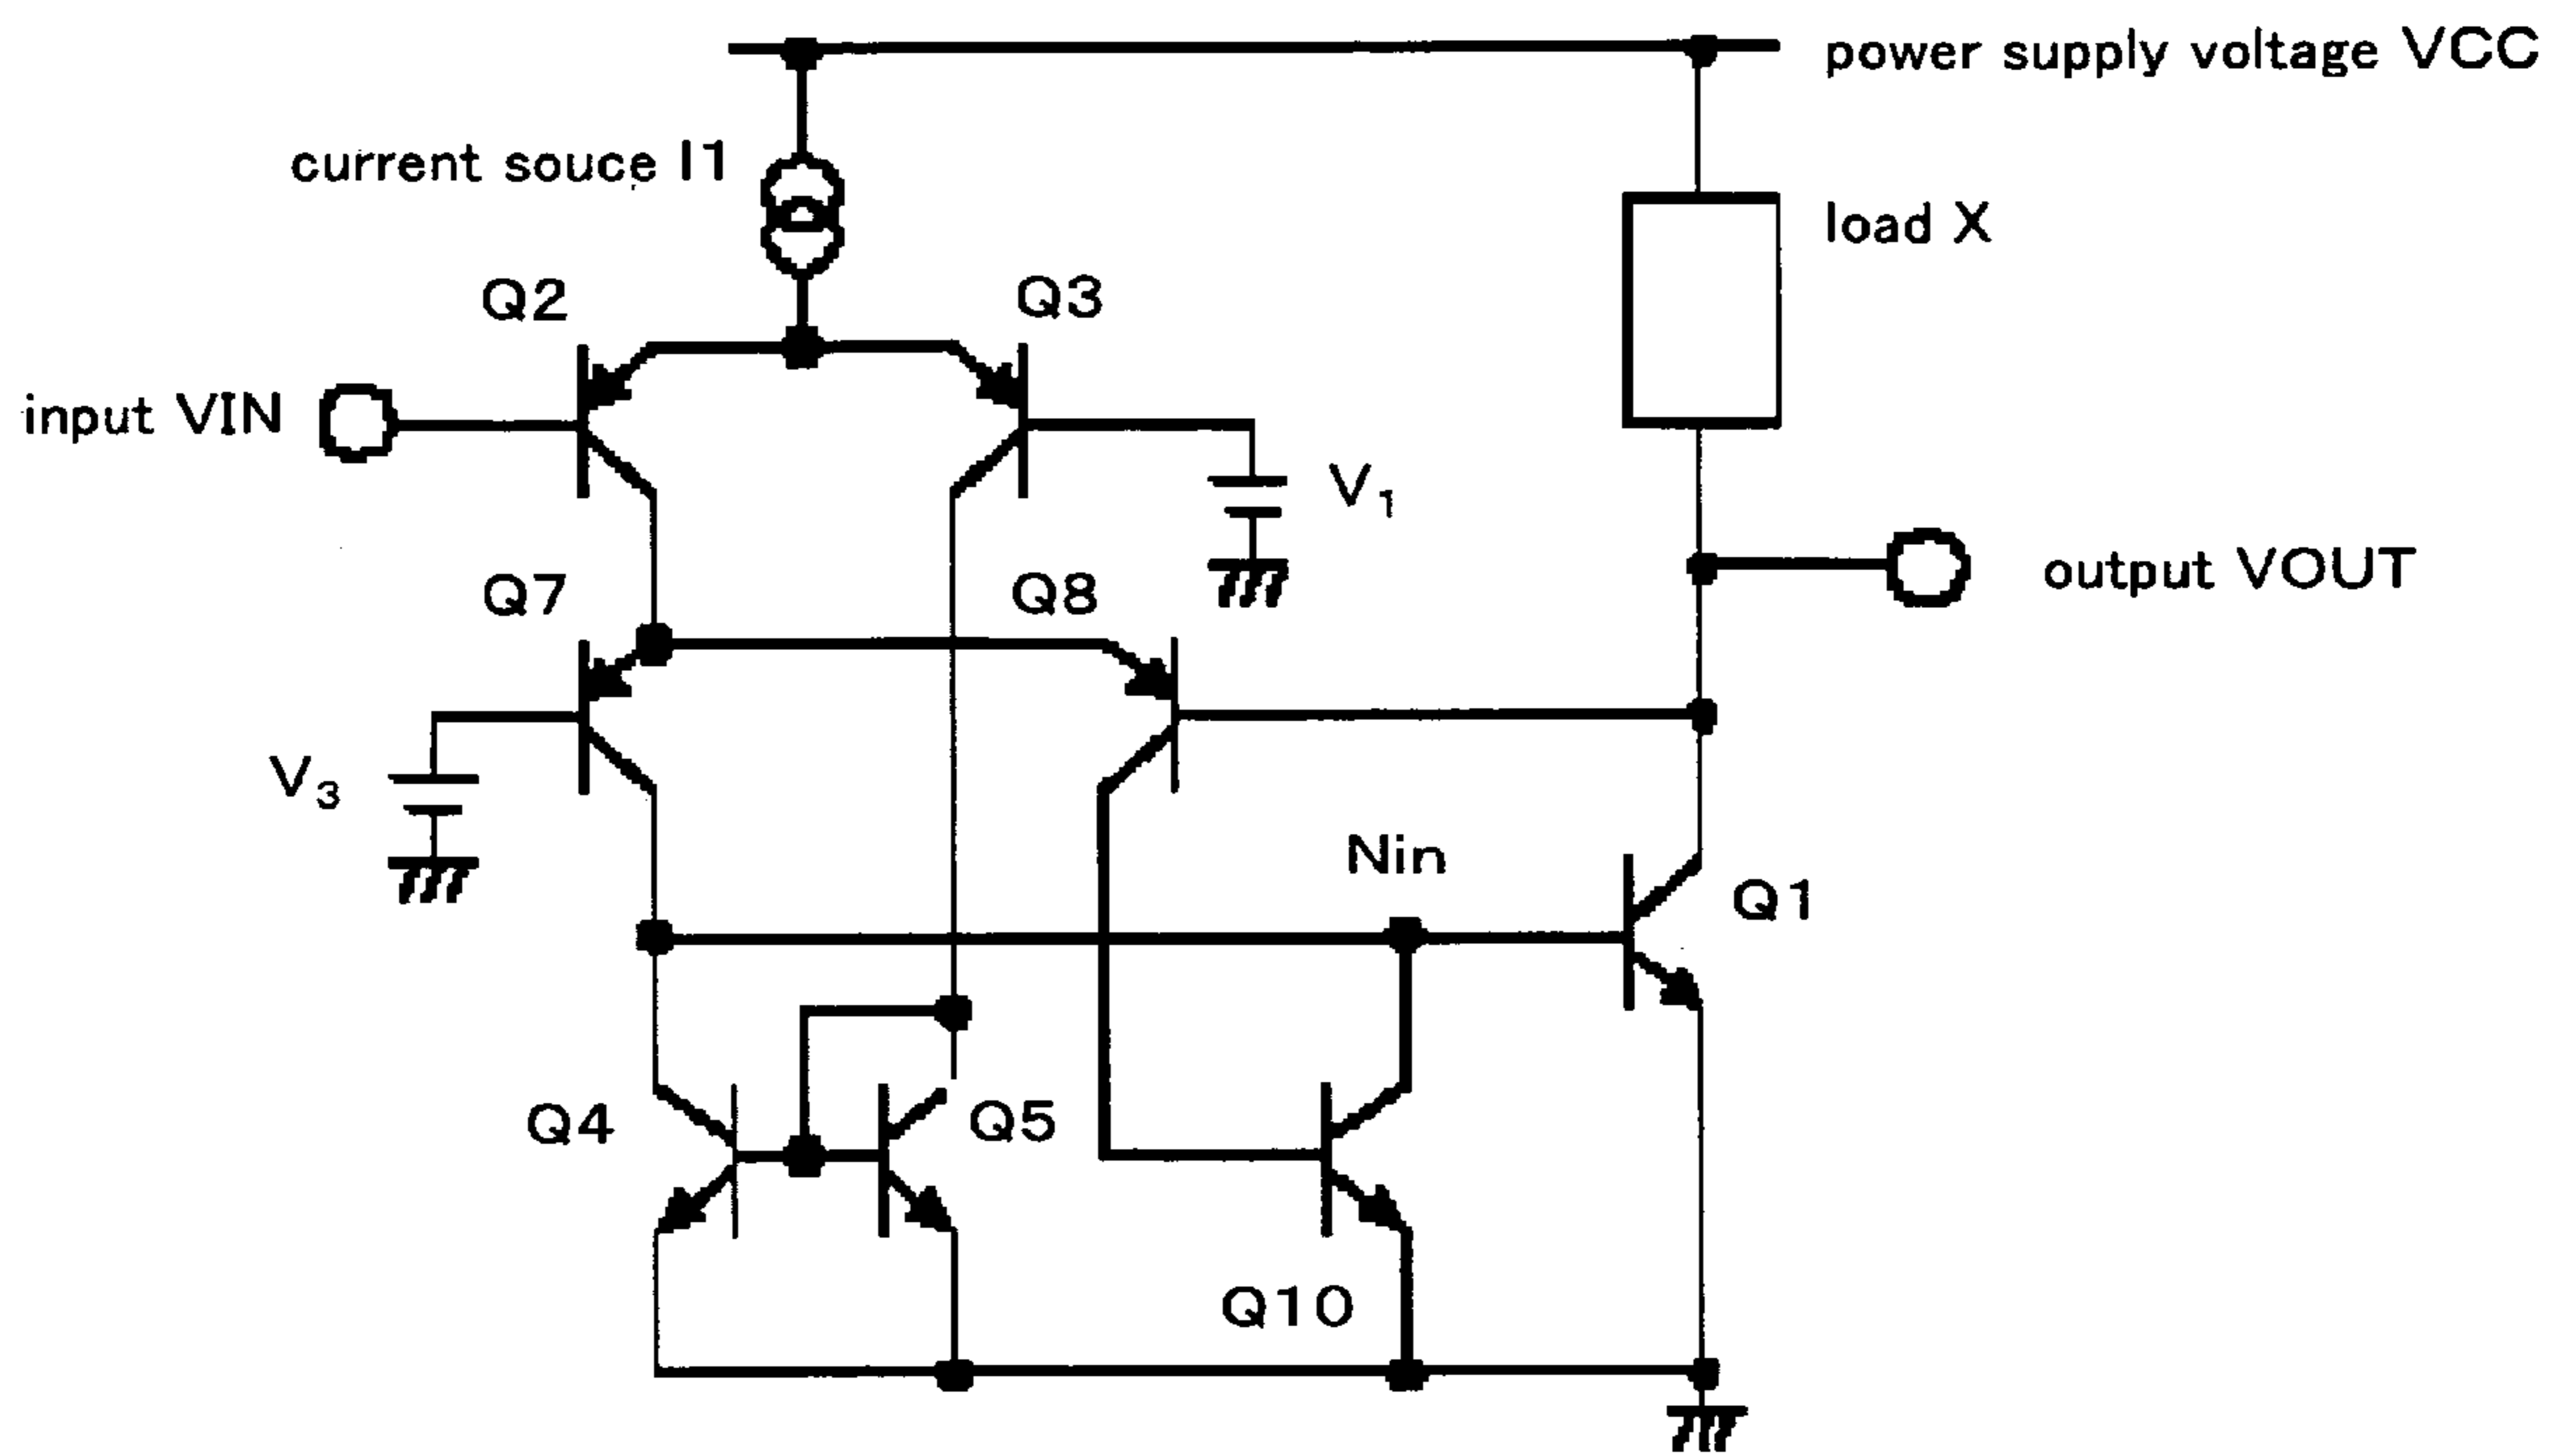 power supply voltage VCC
current souce I1
load X
Q2
Q3
input VIN
V1
Q7
Q8
output VOUT
V3
Nin
Q1
Q4
Q5
Q10